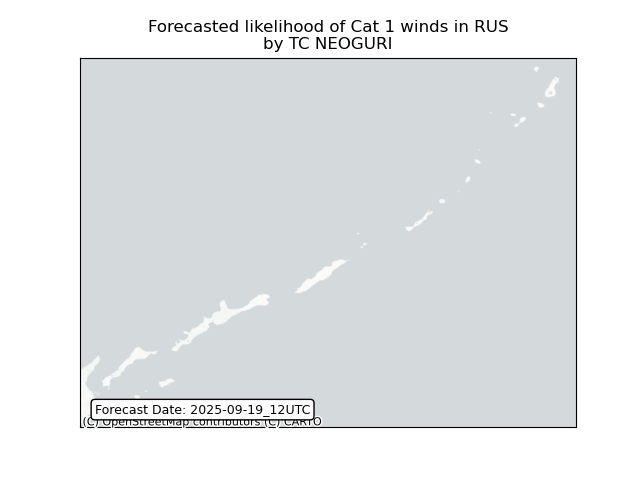 Forecasted likelihood of Cat 1 winds in RUS
by TC NEOGURI
Forecast Date: 2025-09-19_12UTC
(C) OpenStreetMap contributors (C) CARTO